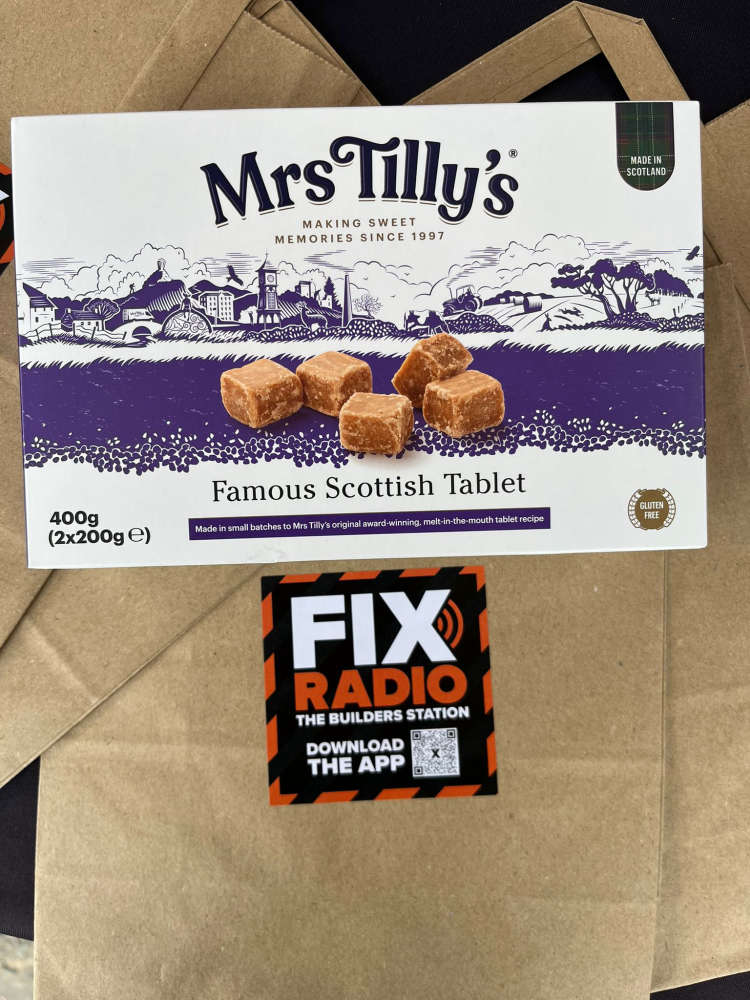 Mrs Tilly's®
MAKING SWEET
MEMORIES SINCE 1997
MADE IN
SCOTLAND
Famous Scottish Tablet
400g
(2x200g ℮)
Made in small batches to Mrs Tilly's original award-winning, melt-in-the-mouth tablet recipe
GLUTEN
FREE
FIX
RADIO
THE BUILDERS STATION
DOWNLOAD
THE APP
X